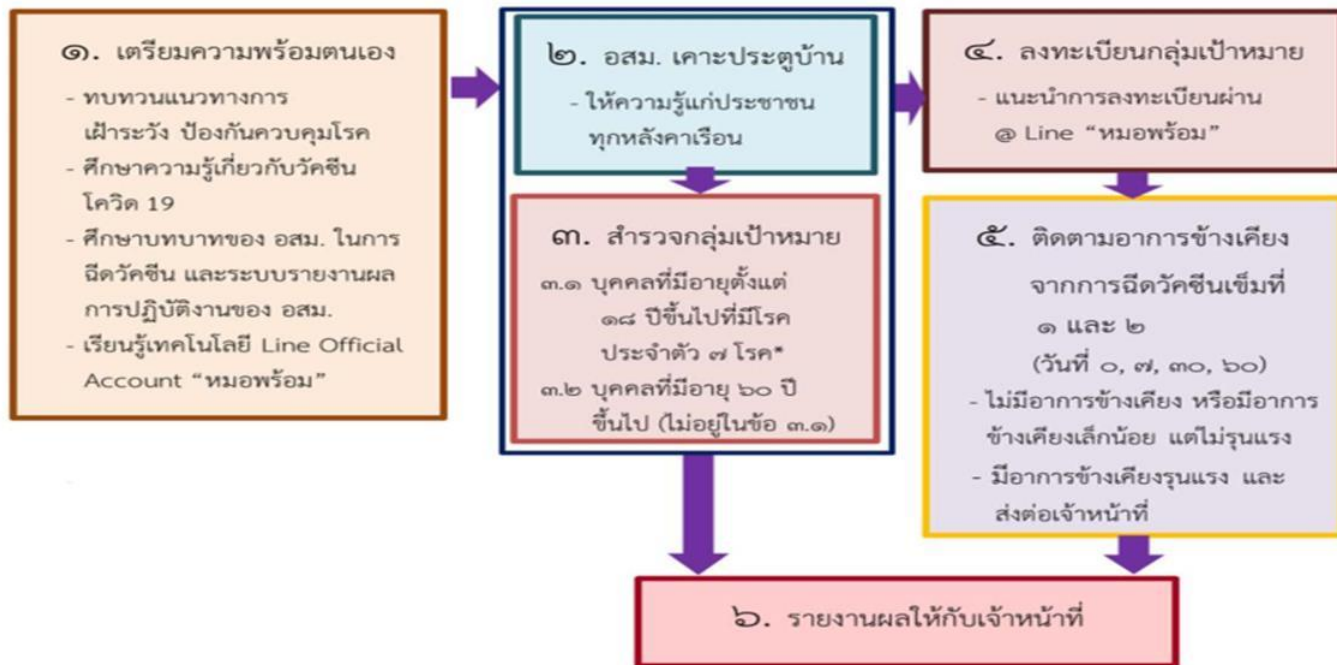 ๑. เตรียมความพร้อมตนเอง
- ทบทวนแนวทางการ
เฝ้าระวัง ป้องกันควบคุมโรค
- ศึกษาความรู้เกี่ยวกับวัคซีน
โควิด 19
- ศึกษาบทบาทของ อสม. ในการ
ฉีดวัคซีน และระบบรายงานผล
การปฏิบัติงานของ อสม.
- เรียนรู้เทคโนโลยี Line Official
Account “หมอพร้อม”
๒. อสม. เคาะประตูบ้าน
- ให้ความรู้แก่ประชาชน
ทุกหลังคาเรือน
๓. สำรวจกลุ่มเป้าหมาย
๓.๑ บุคคลที่มีอายุตั้งแต่
๑๘ ปีขึ้นไปที่มีโรค
ประจำตัว ๗ โรค*
๓.๒ บุคคลที่มีอายุ ๖๐ ปี
ขึ้นไป (ไม่อยู่ในข้อ ๓.๑)
๔. ลงทะเบียนกลุ่มเป้าหมาย
- แนะนำการลงทะเบียนผ่าน
@ Line “หมอพร้อม”
๕. ติดตามอาการข้างเคียง
จากการฉีดวัคซีนเข็มที่
๑ และ ๒
(วันที่ ๐, ๗, ๓๐, ๖๐)
- ไม่มีอาการข้างเคียง หรือมีอาการ
ข้างเคียงเล็กน้อย แต่ไม่รุนแรง
- มีอาการข้างเคียงรุนแรง และ
ส่งต่อเจ้าหน้าที่
๖. รายงานผลให้กับเจ้าหน้าที่